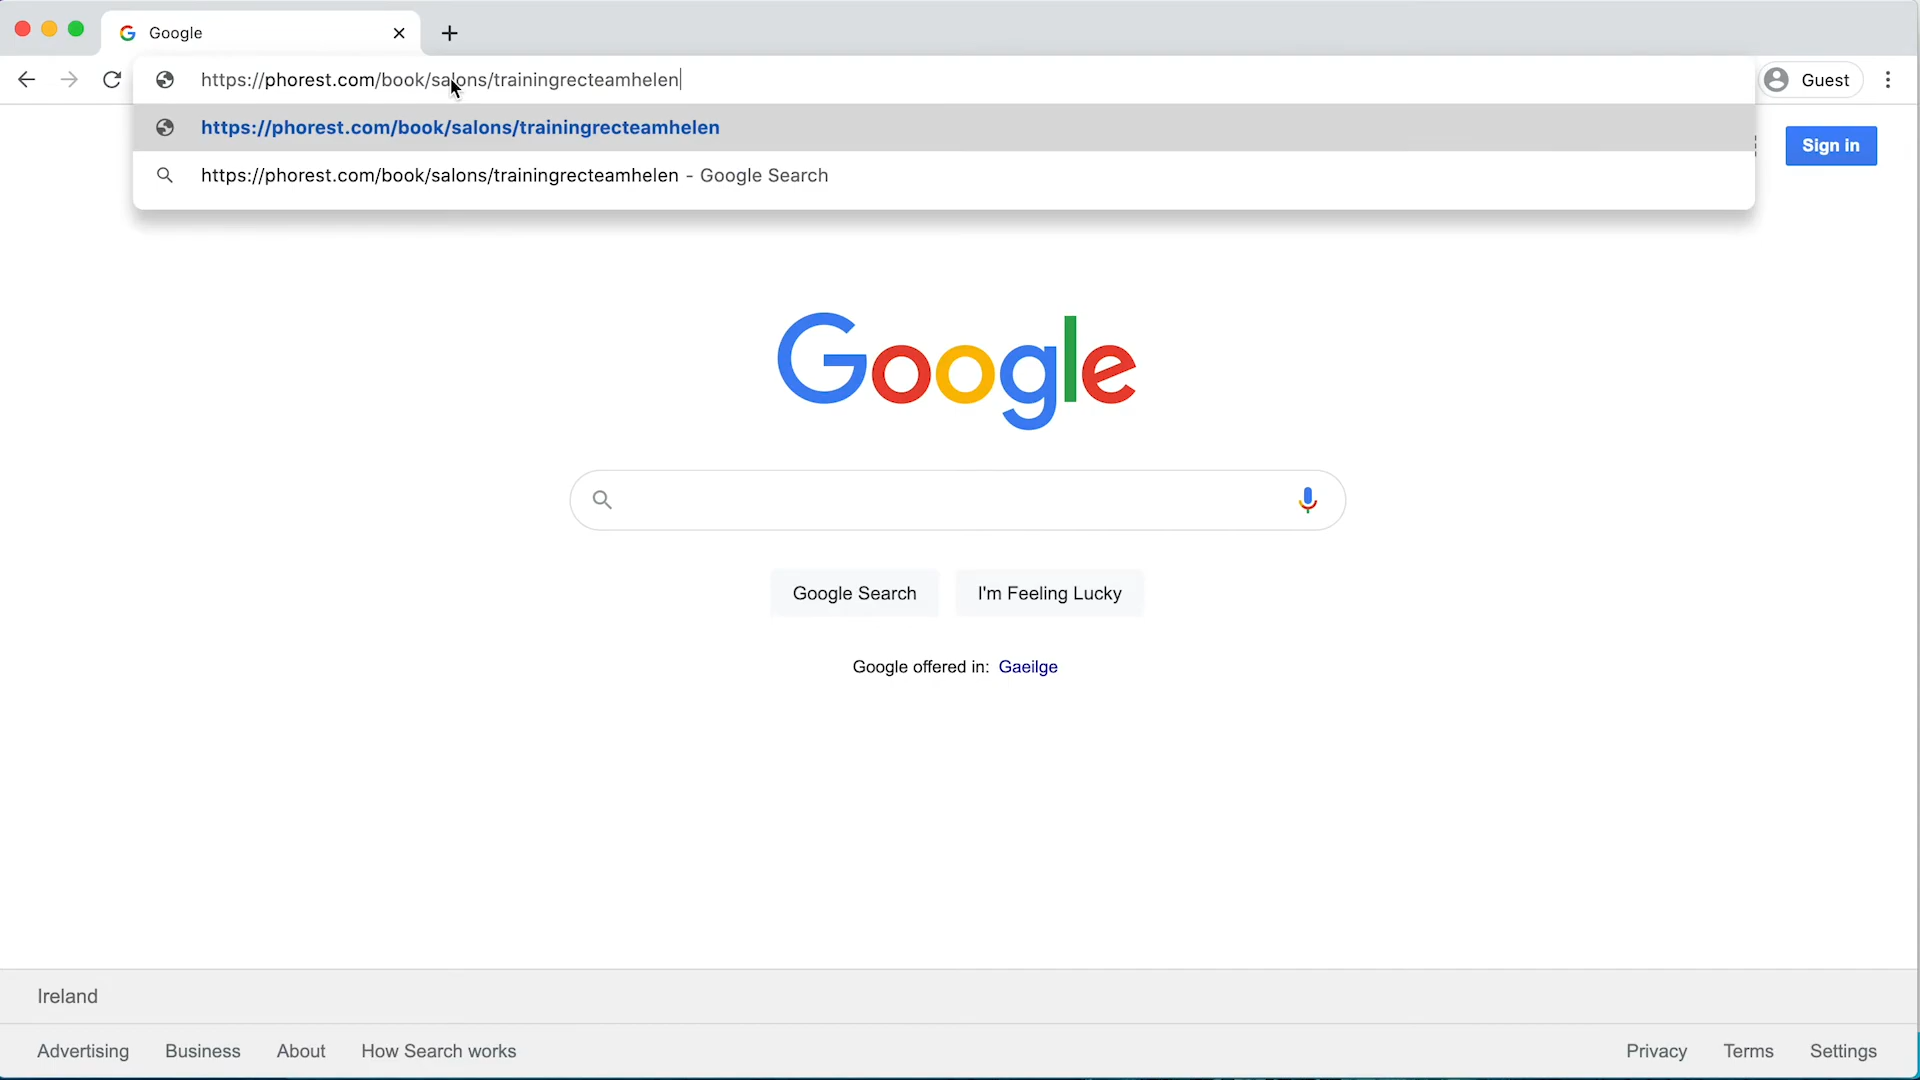 Google
https://phorest.com/book/salons/trainingrecteamhelen
Guest
https://phorest.com/book/salons/trainingrecteamhelen
https://phorest.com/book/salons/trainingrecteamhelen - Google Search
Sign in
Google
Google Search
I'm Feeling Lucky
Google offered in: Gaeilge
Ireland
Advertising
Business
About
How Search works
Privacy
Terms
Settings